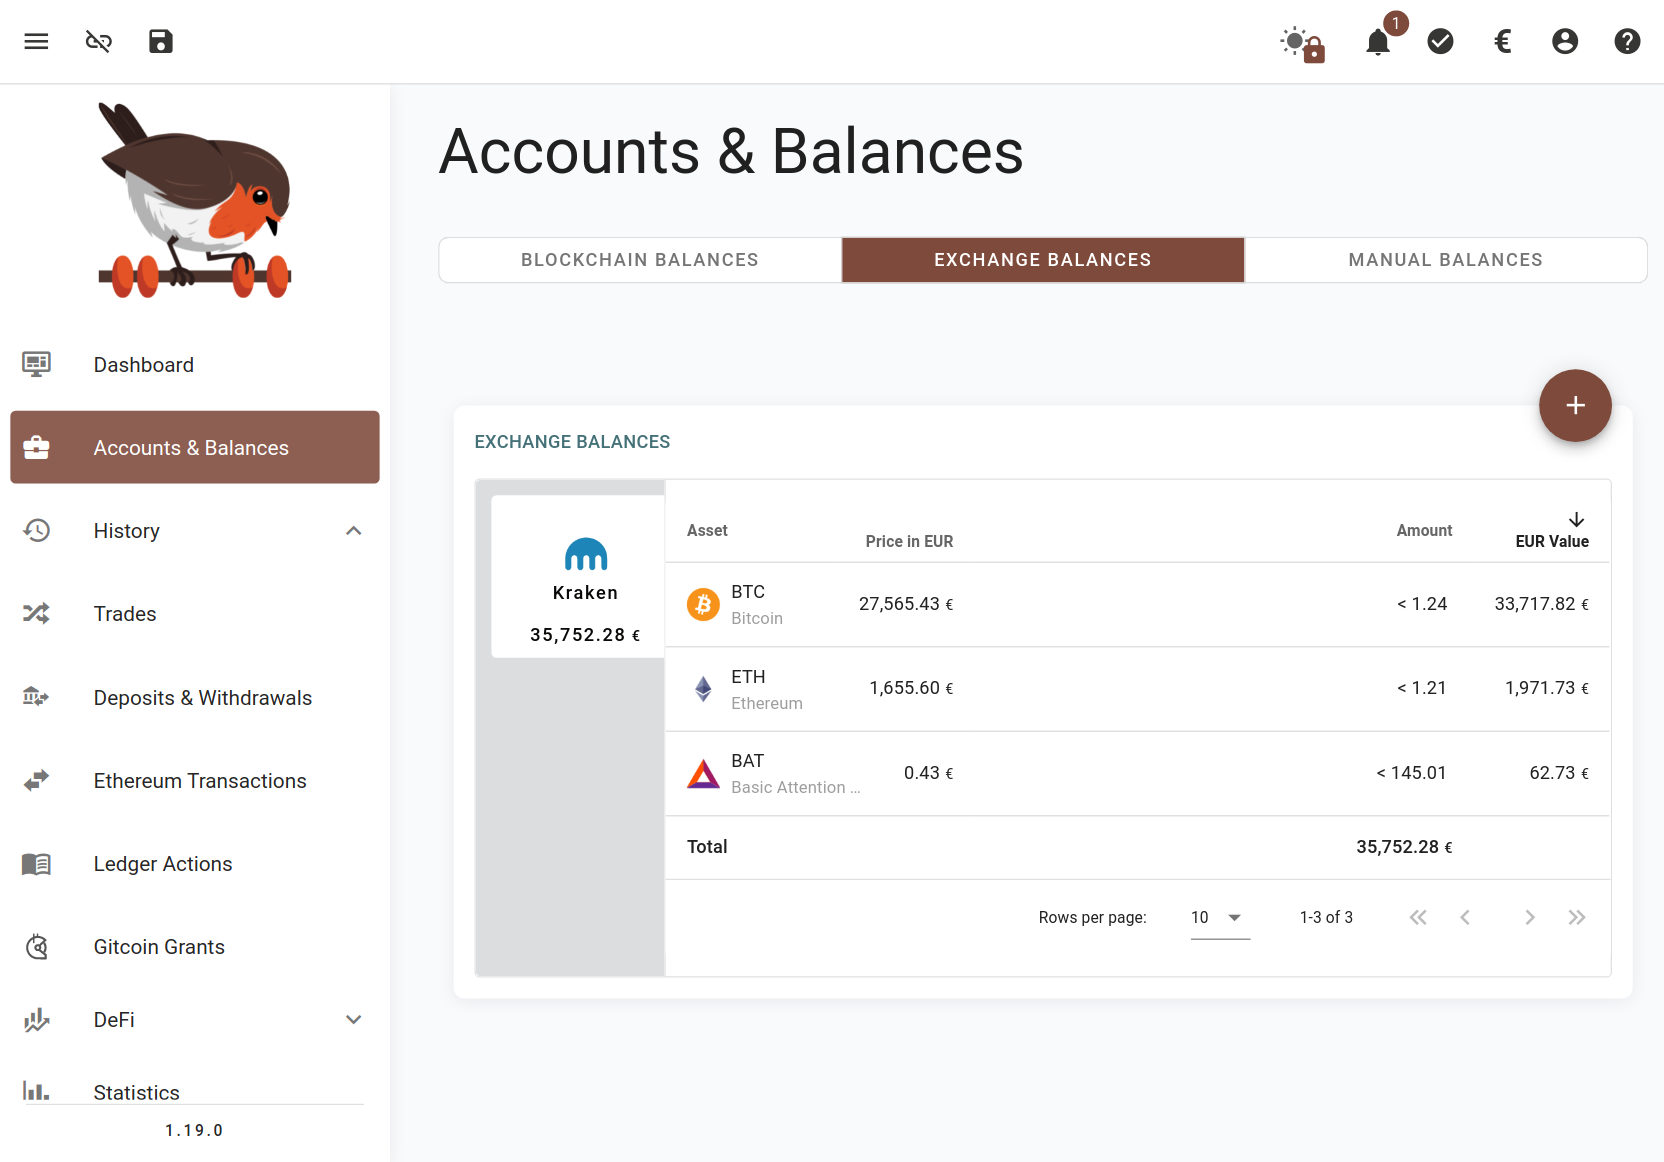 1
Accounts & Balances
BLOCKCHAIN BALANCES
EXCHANGE BALANCES
MANUAL BALANCES
Dashboard
Accounts & Balances
History
Trades
Deposits & Withdrawals
Ethereum Transactions
Ledger Actions
Gitcoin Grants
DeFi
Statistics
1.19.0
EXCHANGE BALANCES
Kraken
35,752.28 €
Asset Price in EUR Amount EUR Value
BTC
Bitcoin
27,565.43 € < 1.24 33,717.82 €
ETH
Ethereum
1,655.60 € < 1.21 1,971.73 €
BAT
Basic Attention ...
0.43 € < 145.01 62.73 €
Total 35,752.28 €
Rows per page: 10 1-3 of 3